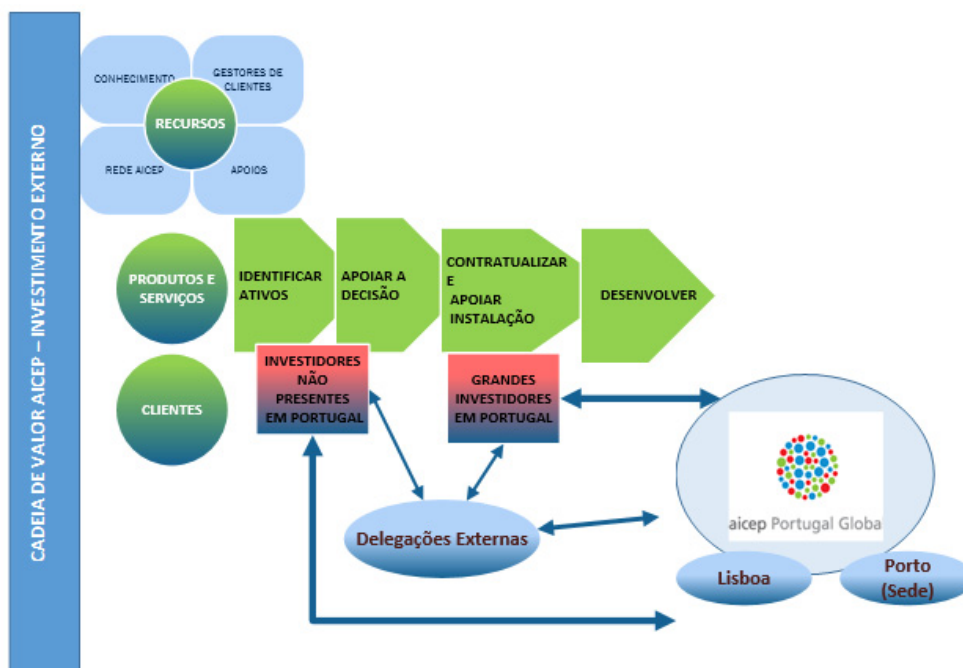 CADEIA DE VALOR AICEP – INVESTIMENTO EXTERNO
CONHECIMENTO
GESTORES DE
CLIENTES
RECURSOS
REDE AICEP
APOIOS
PRODUTOS E
SERVIÇOS
IDENTIFICAR
ATIVOS
APOIAR A
DECISÃO
CONTRATUALIZAR
E
APOIAR
INSTALAÇÃO
DESENVOLVER
CLIENTES
INVESTIDORES
NÃO
PRESENTES
EM PORTUGAL
GRANDES
INVESTIDORES
EM PORTUGAL
aicep Portugal Global
Delegações Externas
Lisboa
Porto
(Sede)